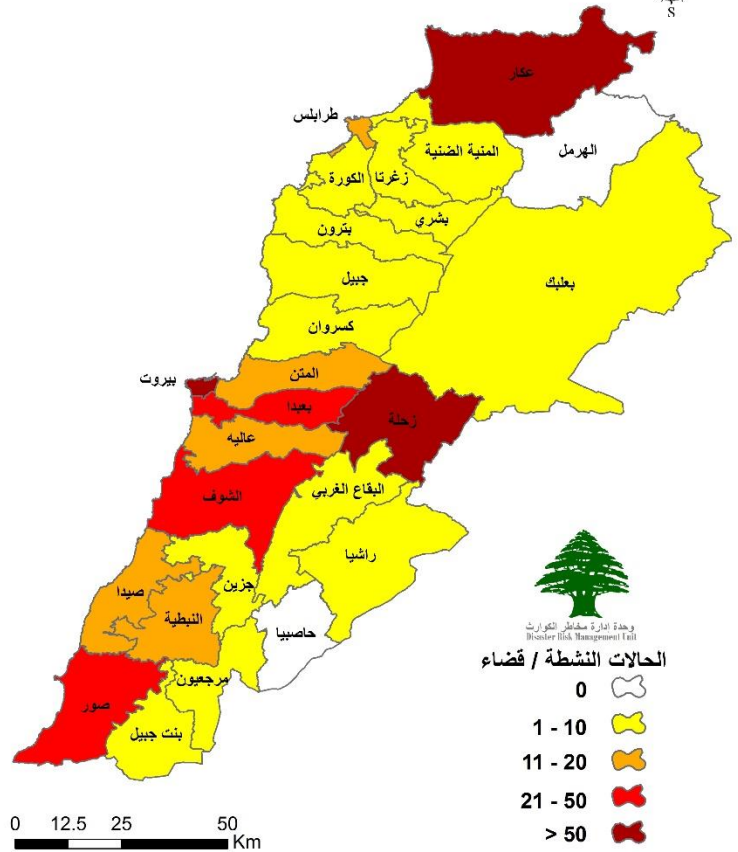 S
عكار
طرابلس
الهرمل
المنية الضنية
زغرتا
الكورة
بشري
بترون
جبيل
بعلبك
كسروان
المتن
بيروت
بعبدا
زحلة
عاليه
البقاع الغربي
الشوف
راشيا
صيدا
جزين
النبطية
حاصبيا
مرجعيون
صور
بنت جبيل
وحدة ادارة مخاطر الكوارث
Disaster Risk Management Unit
الحالات النشطة / قضاء
0
1 - 10
11 - 20
21 - 50
> 50
0 12.5 25 50
Km